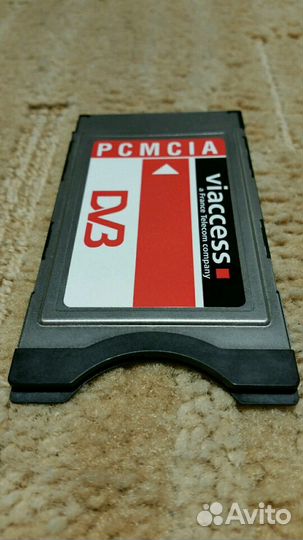 PCMCIA
DVB
viaccess
a France Telecom company
Avito